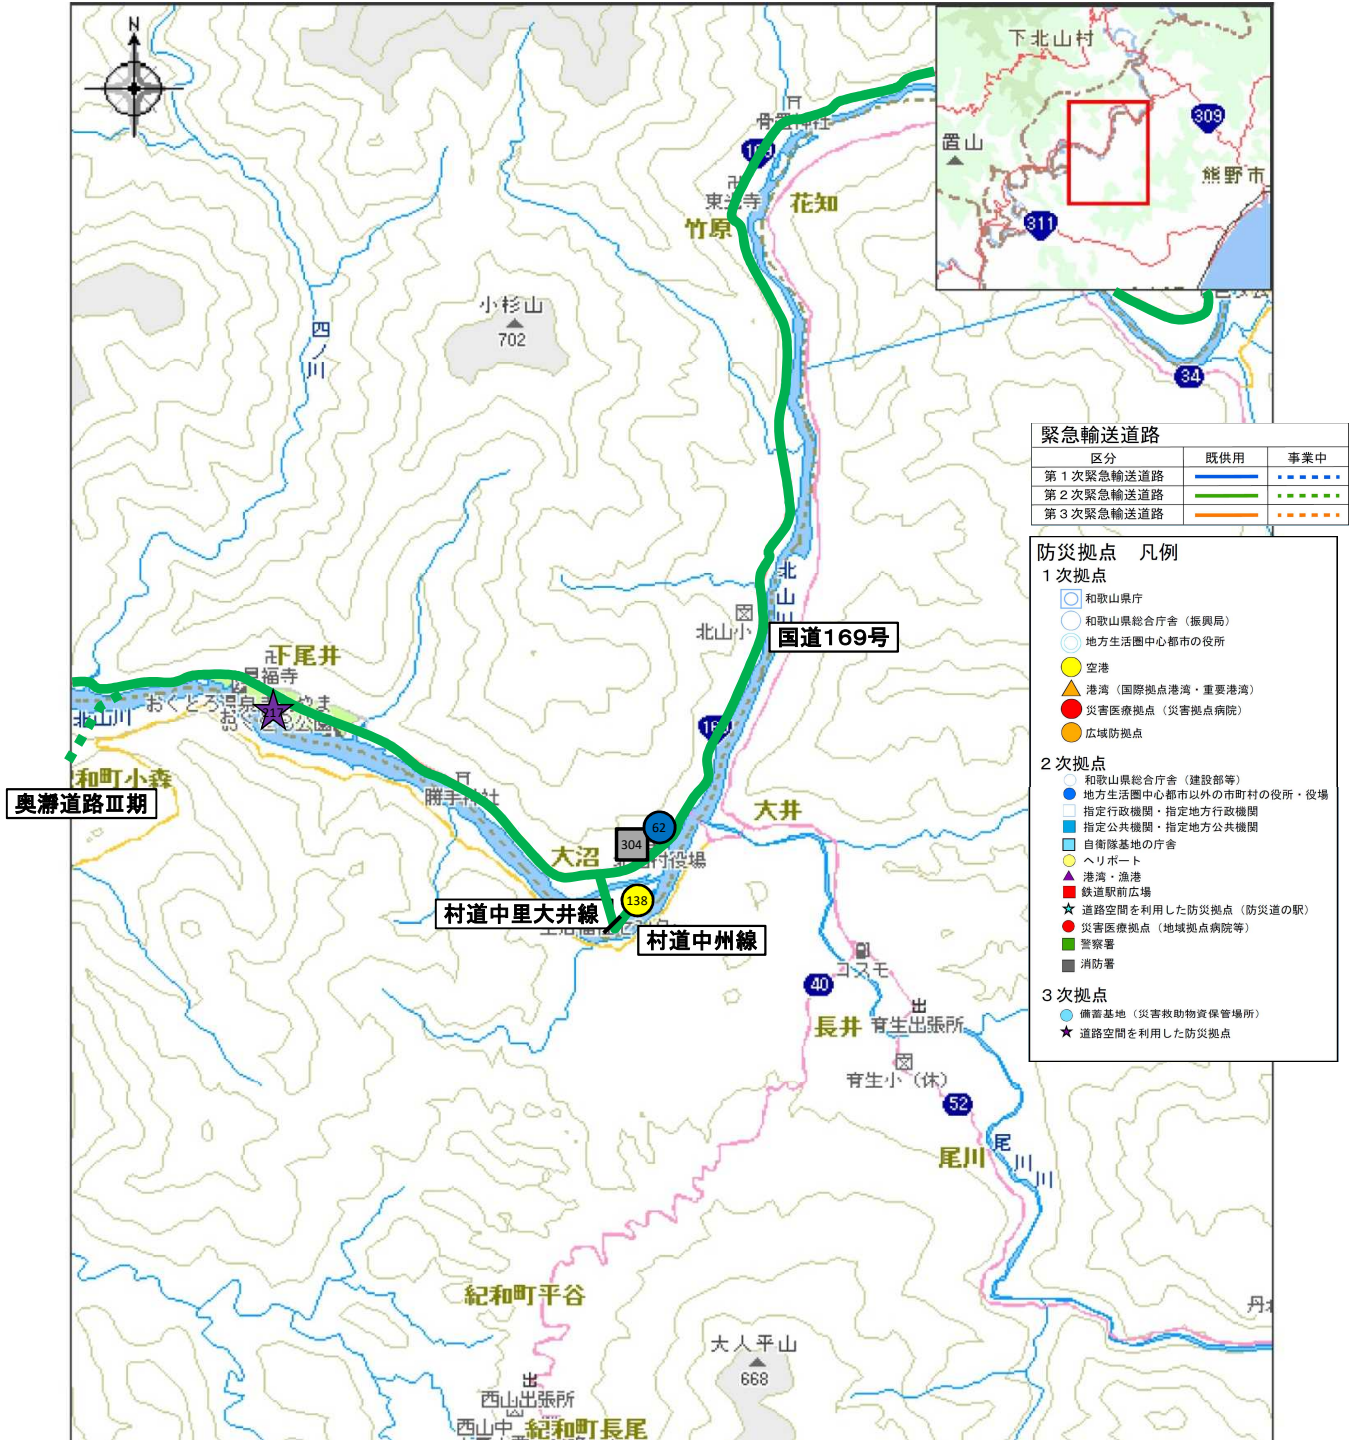 N
下北山村
309
置山
熊野市
311
花知
竹原
小杉山
702
四ノ川
34
緊急輸送道路
区分 既供用 事業中
第1次緊急輸送道路
第2次緊急輸送道路
第3次緊急輸送道路
防災拠点 凡例
1次拠点
和歌山県庁
和歌山県総合庁舎(振興局)
地方生活圏中心都市の役所
空港
港湾(国際拠点港湾・重要港湾)
災害医療拠点(災害拠点病院)
広域防拠点
2次拠点
和歌山県総合庁舎(建設部等)
地方生活圏中心都市以外の市町村の役所・役場
指定行政機関・指定地方行政機関
指定公共機関・指定地方公共機関
自衛隊基地の庁舎
ヘリポート
港湾・漁港
鉄道駅前広場
道路空間を利用した防災拠点(防災道の駅)
災害医療拠点(地域拠点病院等)
警察署
消防署
3次拠点
備蓄基地(災害救助物資保管場所)
道路空間を利用した防災拠点
北山小
国道169号
下尾井
217
北山川
和町小森
奥瀞道路Ⅲ期
勝手神社
大井
62
304
大沼
村役場
138
村道中里大井線
村道中州線
コスモ
40
長井
育生出張所
育生小(休)
52
尾川
尾川川
紀和町平谷
大人平山
668
西山出張所
西山中
紀和町長尾